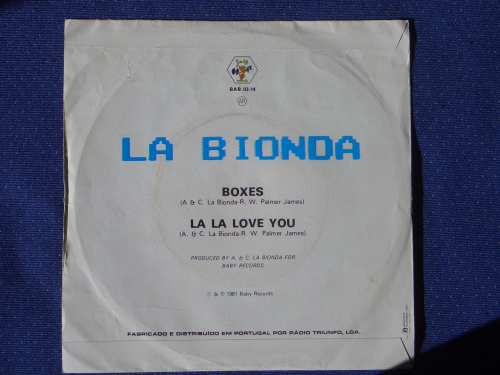 BAB 03-14
LA BIONDA
BOXES
(A & C. La Bionda-R. W. Palmer James)
LA LA LOVE YOU
(A. & C. La Bionda-R. W. Palmer James)
PRODUCED BY A. & C. LA BIONDA FOR
BABY RECORDS
© & ℗ 1981 Baby Records
FABRICADO E DISTRIBUÍDO EM PORTUGAL POR RÁDIO TRIUNFO, LDA.